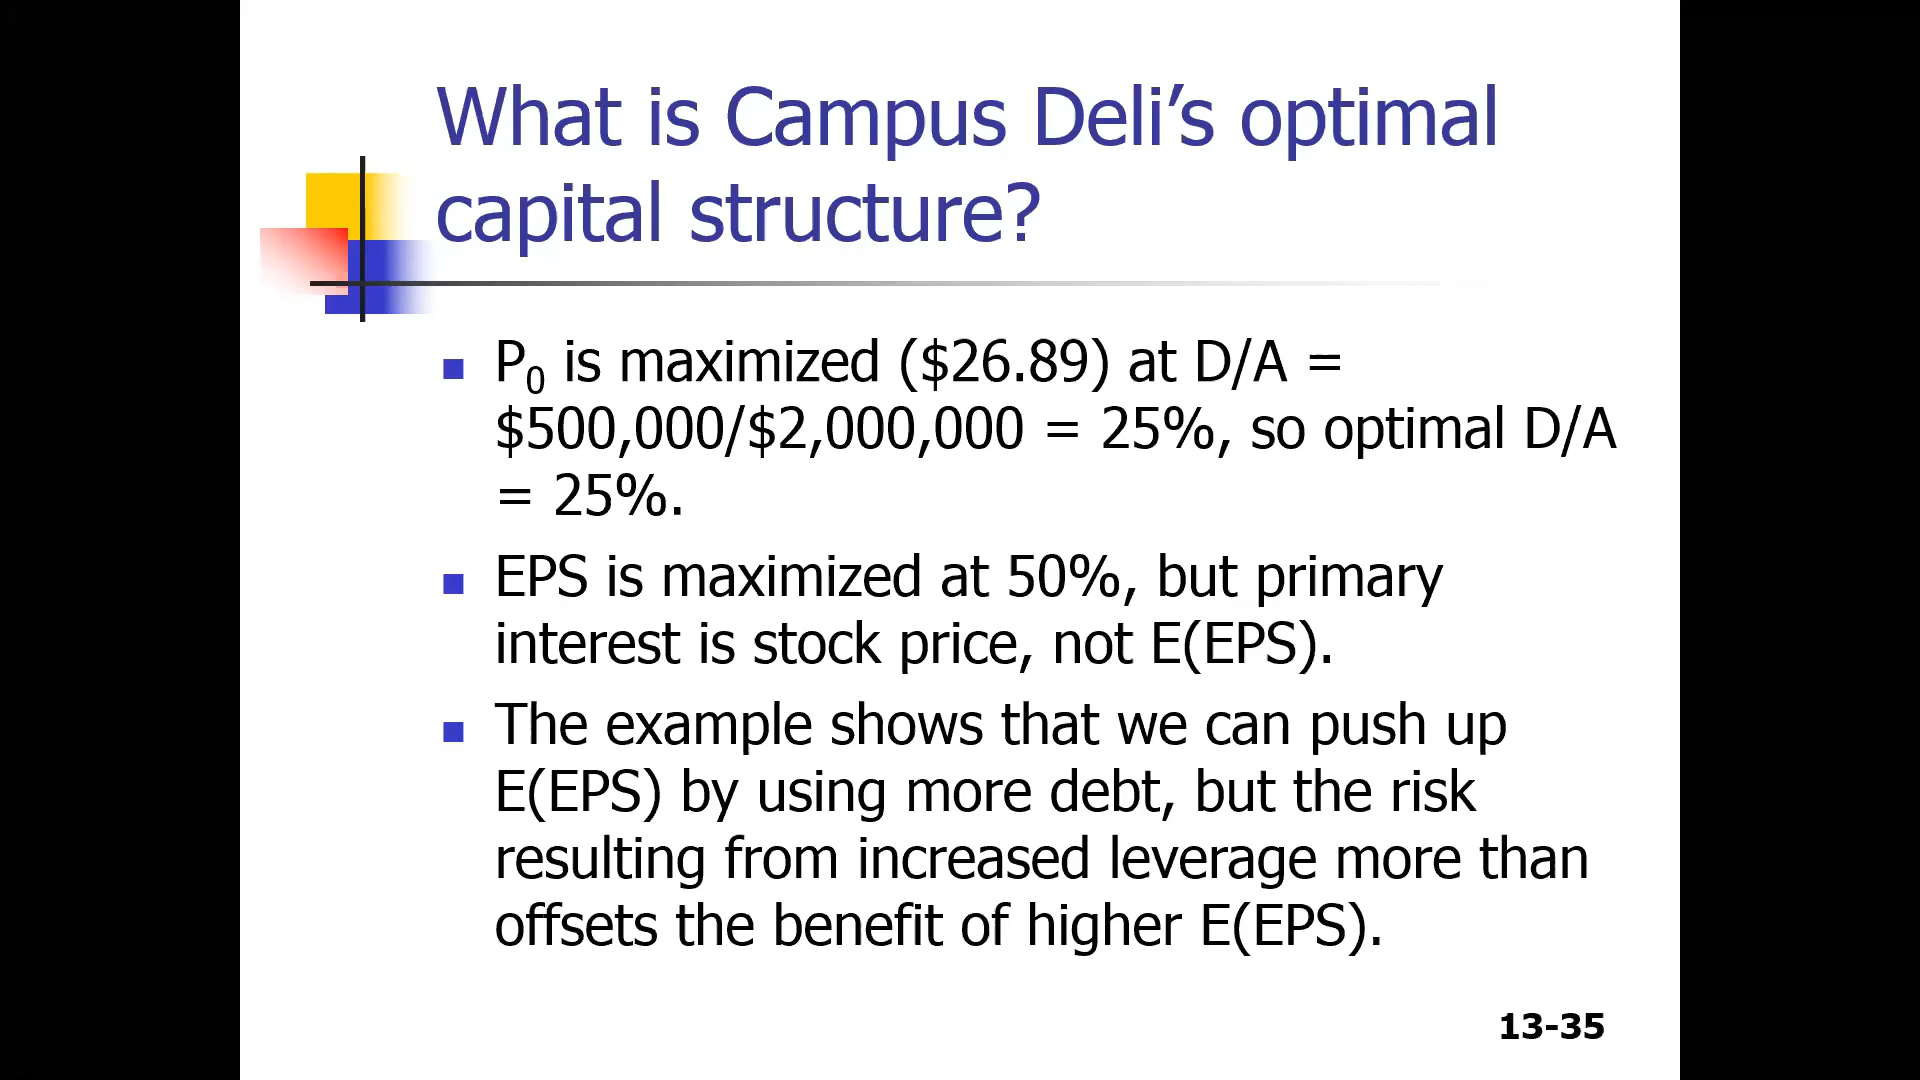 What is Campus Deli’s optimal
capital structure?
P0 is maximized ($26.89) at D/A =
$500,000/$2,000,000 = 25%, so optimal D/A
= 25%.
EPS is maximized at 50%, but primary
interest is stock price, not E(EPS).
The example shows that we can push up
E(EPS) by using more debt, but the risk
resulting from increased leverage more than
offsets the benefit of higher E(EPS).
13-35